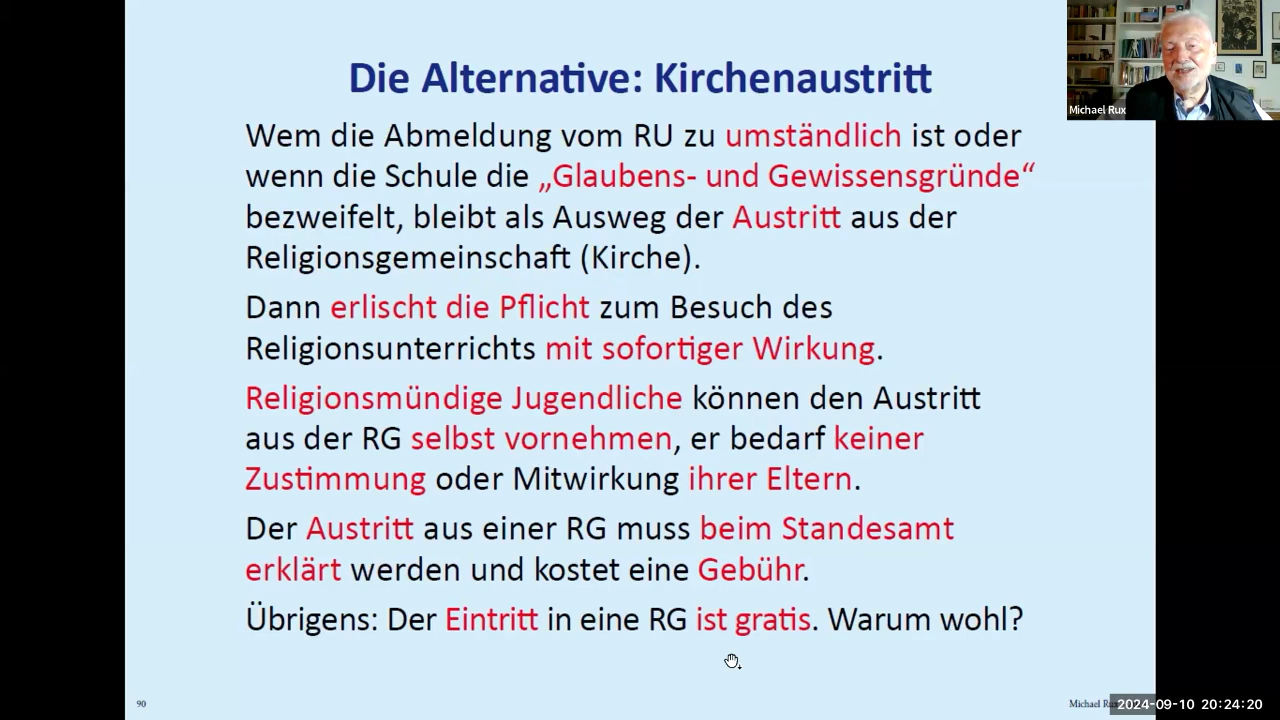 Die Alternative: Kirchenaustritt
Michael Rux
Wem die Abmeldung vom RU zu umständlich ist oder
wenn die Schule die „Glaubens- und Gewissensgründe“
bezweifelt, bleibt als Ausweg der Austritt aus der
Religionsgemeinschaft (Kirche).
Dann erlischt die Pflicht zum Besuch des
Religionsunterrichts mit sofortiger Wirkung.
Religionsmündige Jugendliche können den Austritt
aus der RG selbst vornehmen, er bedarf keiner
Zustimmung oder Mitwirkung ihrer Eltern.
Der Austritt aus einer RG muss beim Standesamt
erklärt werden und kostet eine Gebühr.
Übrigens: Der Eintritt in eine RG ist gratis. Warum wohl?
90
Michael 2024-09-10 20:24:20